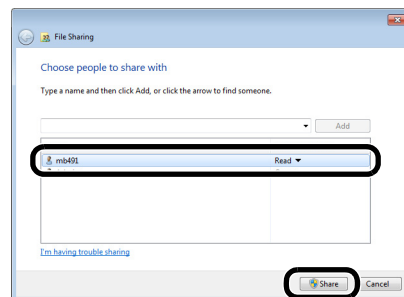 File Sharing
Choose people to share with
Type a name and then click Add, or click the arrow to find someone.
Add
mb491 Read
I'm having trouble sharing
Share Cancel